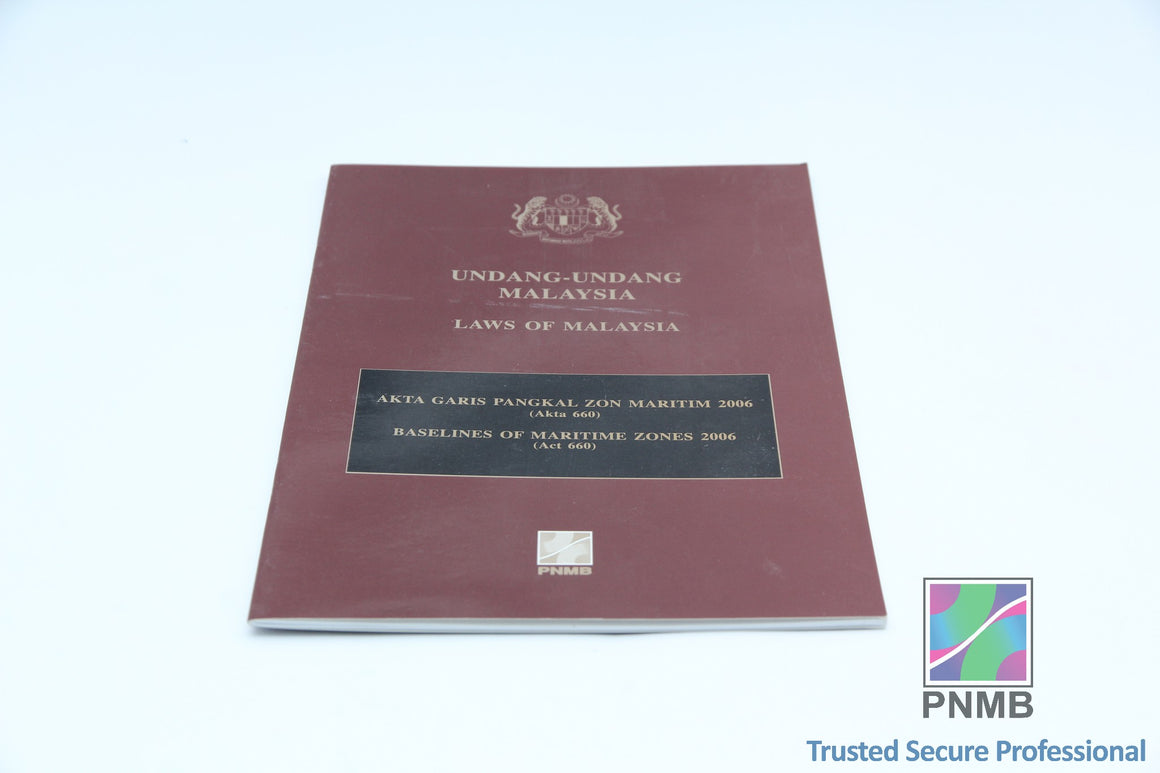 UNDANG-UNDANG
MALAYSIA
LAWS OF MALAYSIA
AKTA GARIS PANGKAL ZON MARITIM 2006
(Akta 660)
BASELINES OF MARITIME ZONES 2006
(Act 660)
PNMB
PNMB
Trusted Secure Professional